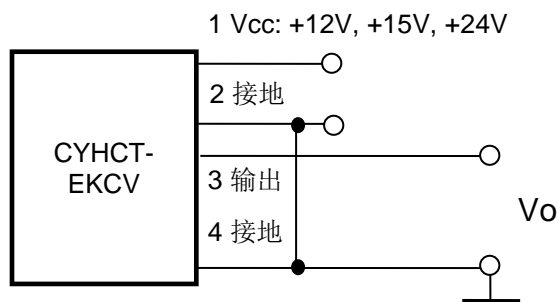 1 Vcc: +12V, +15V, +24V
2 接地
CYHCT-
EKCV
3 输出
Vo
4 接地